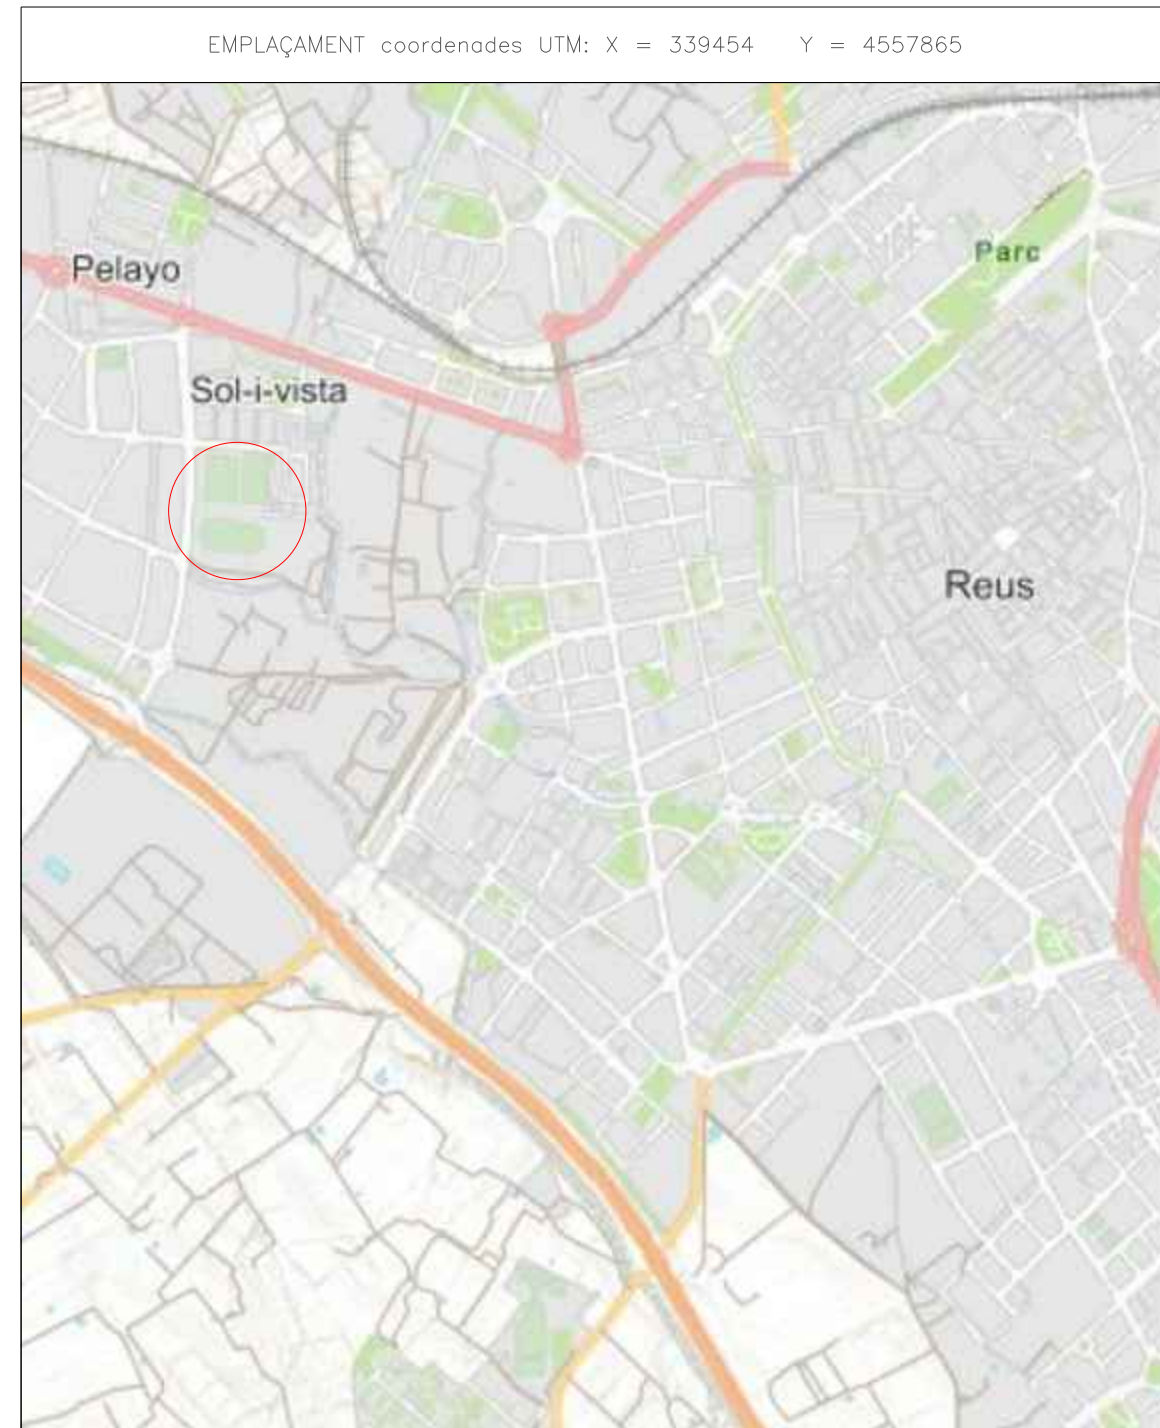 EMPLAÇAMENT coordenades UTM: X = 339454 Y = 4557865
Parc
Pelayo
Sol-i-vista
Reus